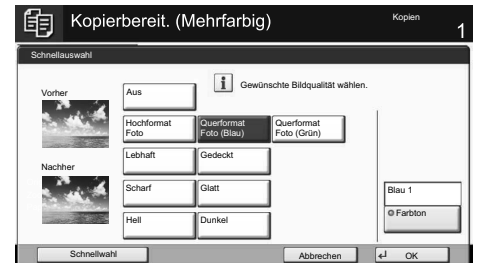 Kopierbereit. (Mehrfarbig)
Kopien
1
Schnellauswahl
Vorher
Aus
i
Gewünschte Bildqualität wählen.
Hochformat
Foto
Querformat
Foto (Blau)
Querformat
Foto (Grün)
Nachher
Lebhaft
Gedeckt
Scharf
Glatt
Blau 1
Farbton
Hell
Dunkel
Schnellwahl
Abbrechen
OK